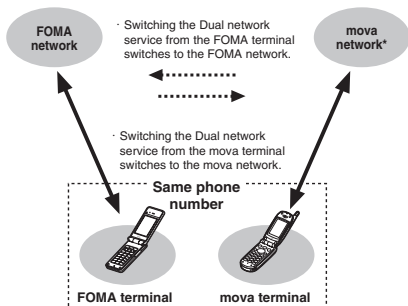 FOMA
network
· Switching the Dual network
service from the FOMA terminal
switches to the FOMA network.
mova
network*
· Switching the Dual network
service from the mova terminal
switches to the mova network.
Same phone
number
FOMA terminal
mova terminal